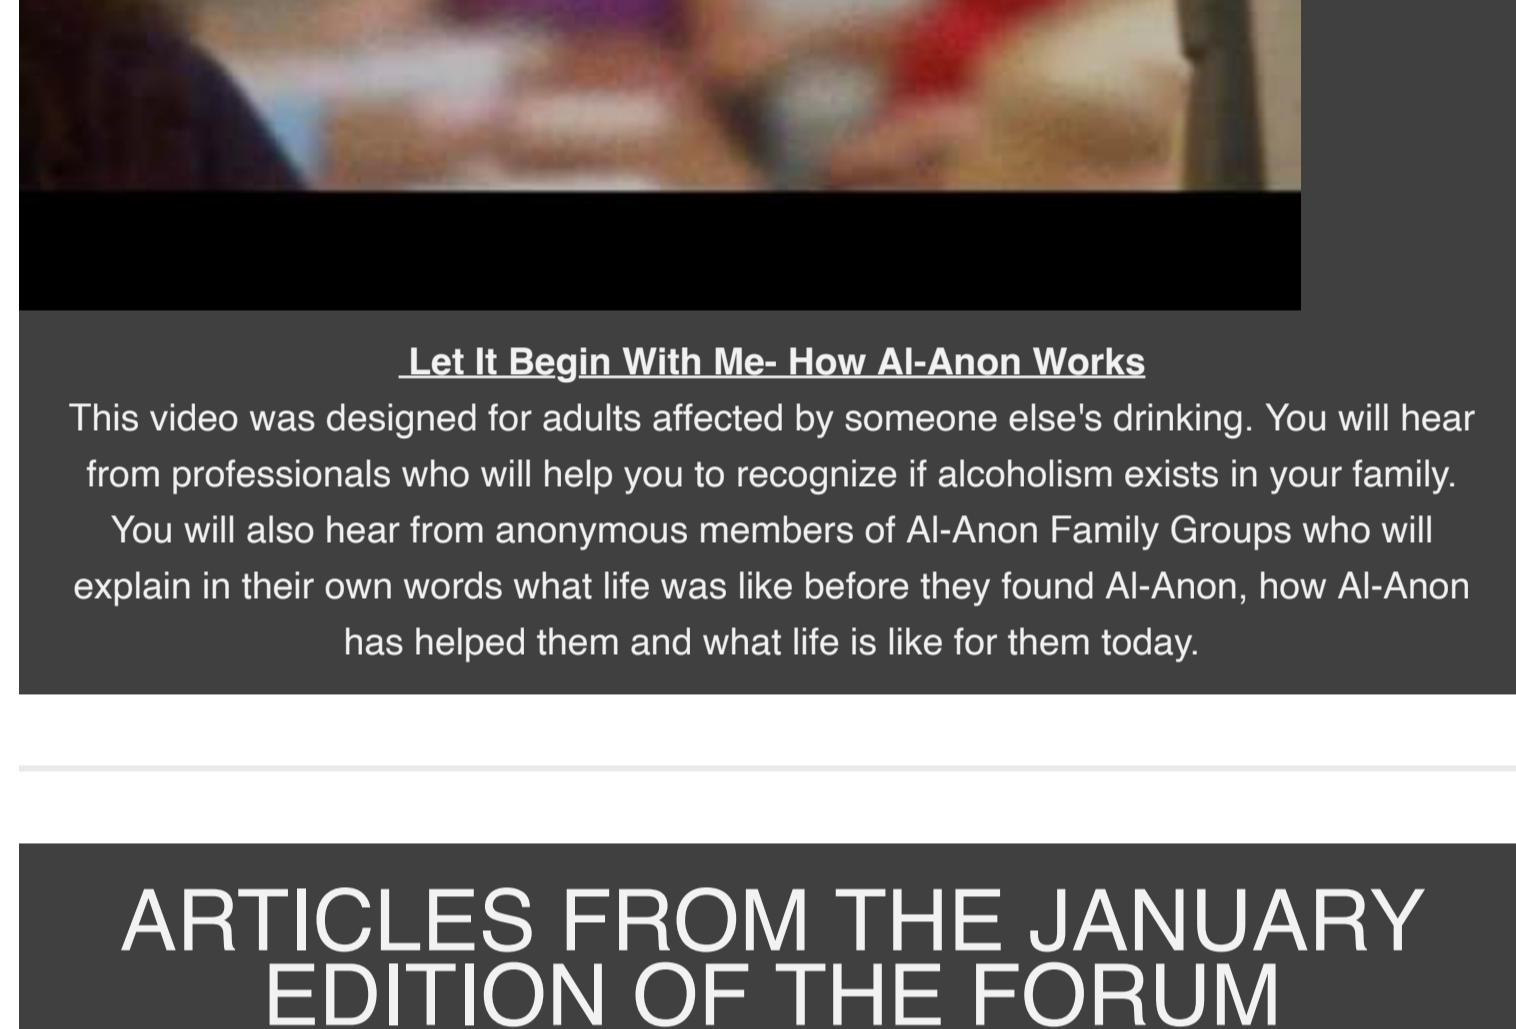 Let It Begin With Me- How Al-Anon Works
This video was designed for adults affected by someone else's drinking. You will hear
from professionals who will help you to recognize if alcoholism exists in your family.
You will also hear from anonymous members of Al-Anon Family Groups who will
explain in their own words what life was like before they found Al-Anon, how Al-Anon
has helped them and what life is like for them today.
ARTICLES FROM THE JANUARY
EDITION OF THE FORUM